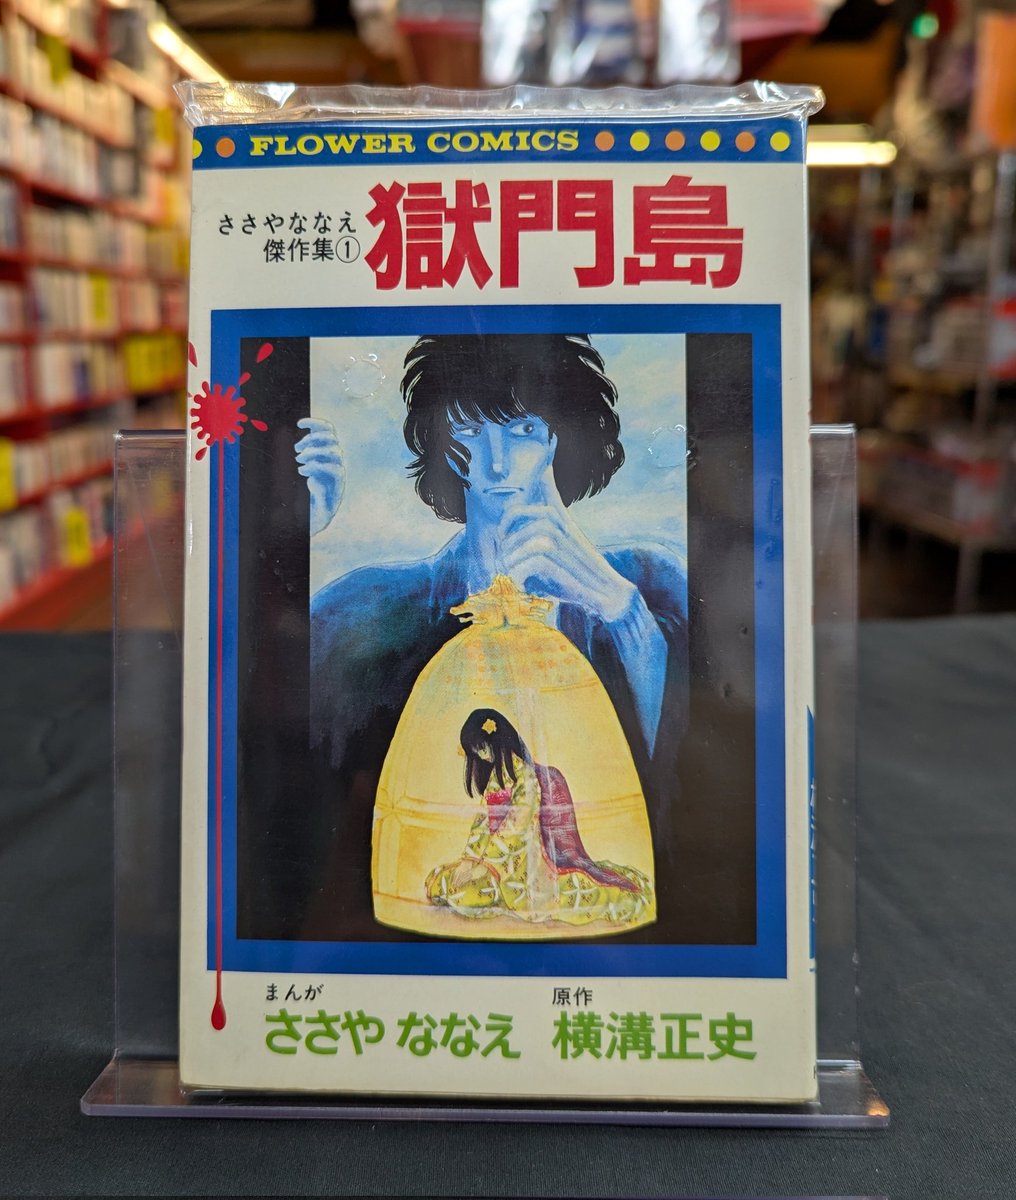 FLOWER COMICS
ささやななえ
傑作集①
獄門島
まんが
ささや ななえ
原作
横溝正史